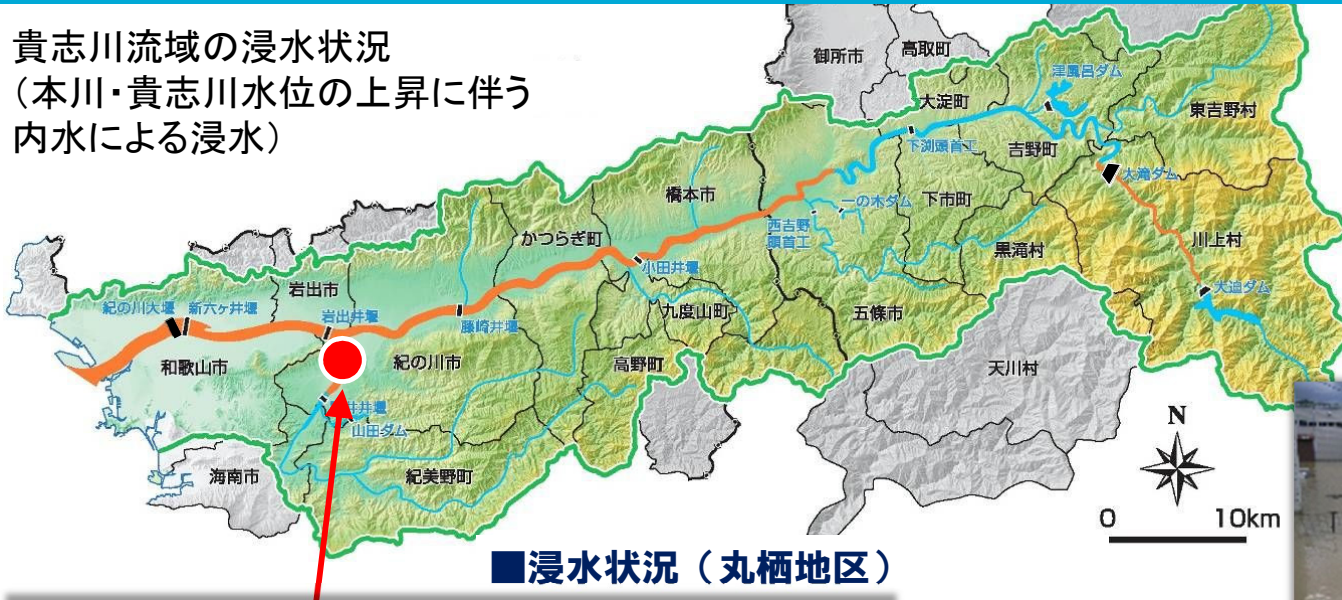 貴志川流域の浸水状況
（本川・貴志川水位の上昇に伴う
内水による浸水）
御所市
高取町
大淀町
津風呂ダム
東吉野村
下渕頭首工
吉野町
大滝ダム
橋本市
一の木ダム
下市町
西吉野
頭首工
川上村
かつらぎ町
黒滝村
小田井堰
大迫ダム
岩出市
紀の川大堰
新六ヶ井堰
岩出井堰
藤崎井堰
九度山町
五條市
和歌山市
紀の川市
高野町
天川村
山田ダム
海南市
紀美野町
N
0 10km
■浸水状況（丸栖地区）